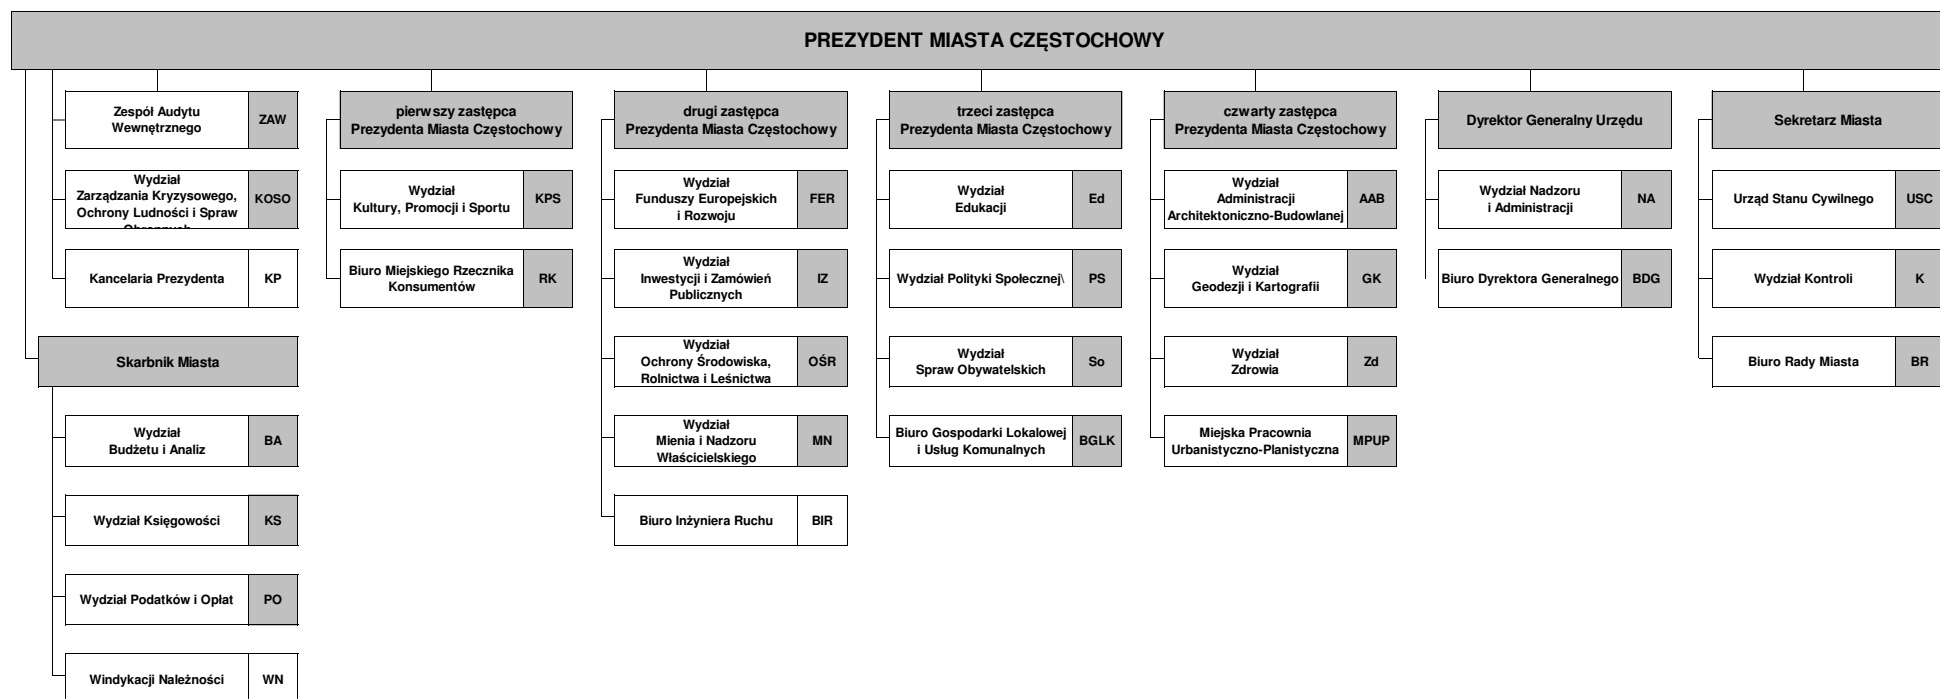 PREZYDENT MIASTA CZĘSTOCHOWY
Zespół Audytu
Wewnętrznego
ZAW
Wydział
Zarządzania Kryzysowego,
Ochrony Ludności i Spraw
Obronnych
KOSO
Kancelaria Prezydenta
KP
Skarbnik Miasta
Wydział
Budżetu i Analiz
BA
Wydział Księgowości
KS
Wydział Podatków i Opłat
PO
Windykacji Należności
WN
pierwszy zastępca
Prezydenta Miasta Częstochowy
Wydział
Kultury, Promocji i Sportu
KPS
Biuro Miejskiego Rzecznika
Konsumentów
RK
drugi zastępca
Prezydenta Miasta Częstochowy
Wydział
Funduszy Europejskich
i Rozwoju
FER
Wydział
Inwestycji i Zamówień
Publicznych
IZ
Wydział
Ochrony Środowiska,
Rolnictwa i Leśnictwa
OŚR
Wydział
Mienia i Nadzoru
Właścicielskiego
MN
Biuro Inżyniera Ruchu
BIR
trzeci zastępca
Prezydenta Miasta Częstochowy
Wydział
Edukacji
Ed
Wydział Polityki Społecznej\
PS
Wydział
Spraw Obywatelskich
So
Biuro Gospodarki Lokalowej
i Usług Komunalnych
BGLK
czwarty zastępca
Prezydenta Miasta Częstochowy
Wydział
Administracji
Architektoniczno-Budowlanej
AAB
Wydział
Geodezji i Kartografii
GK
Wydział
Zdrowia
Zd
Miejska Pracownia
Urbanistyczno-Planistyczna
MPUP
Dyrektor Generalny Urzędu
Wydział Nadzoru
i Administracji
NA
Biuro Dyrektora Generalnego
BDG
Sekretarz Miasta
Urząd Stanu Cywilnego
USC
Wydział Kontroli
K
Biuro Rady Miasta
BR